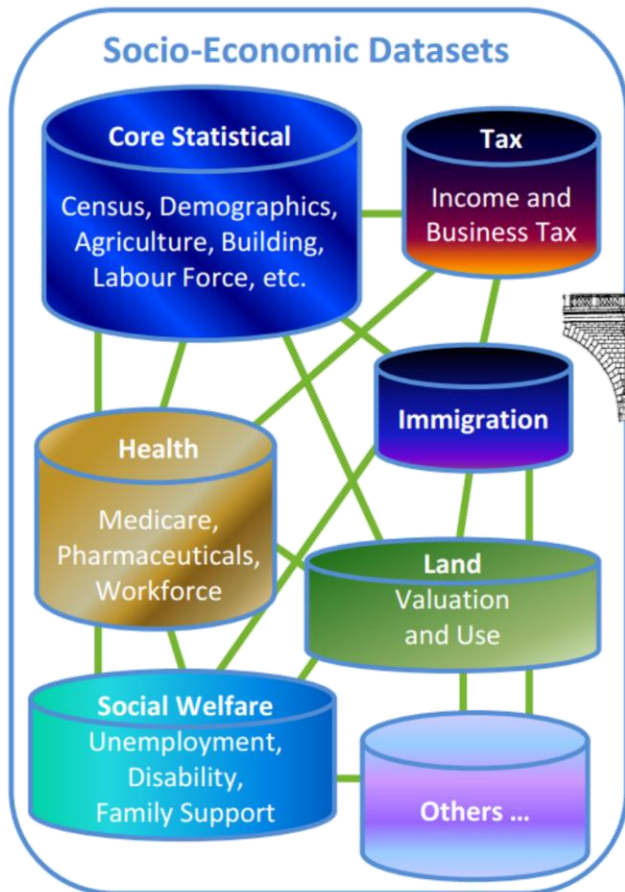 Socio-Economic Datasets
Core Statistical
Census, Demographics,
Agriculture, Building,
Labour Force, etc.
Tax
Income and
Business Tax
Immigration
Health
Medicare,
Pharmaceuticals,
Workforce
Land
Valuation
and Use
Social Welfare
Unemployment,
Disability,
Family Support
Others ...